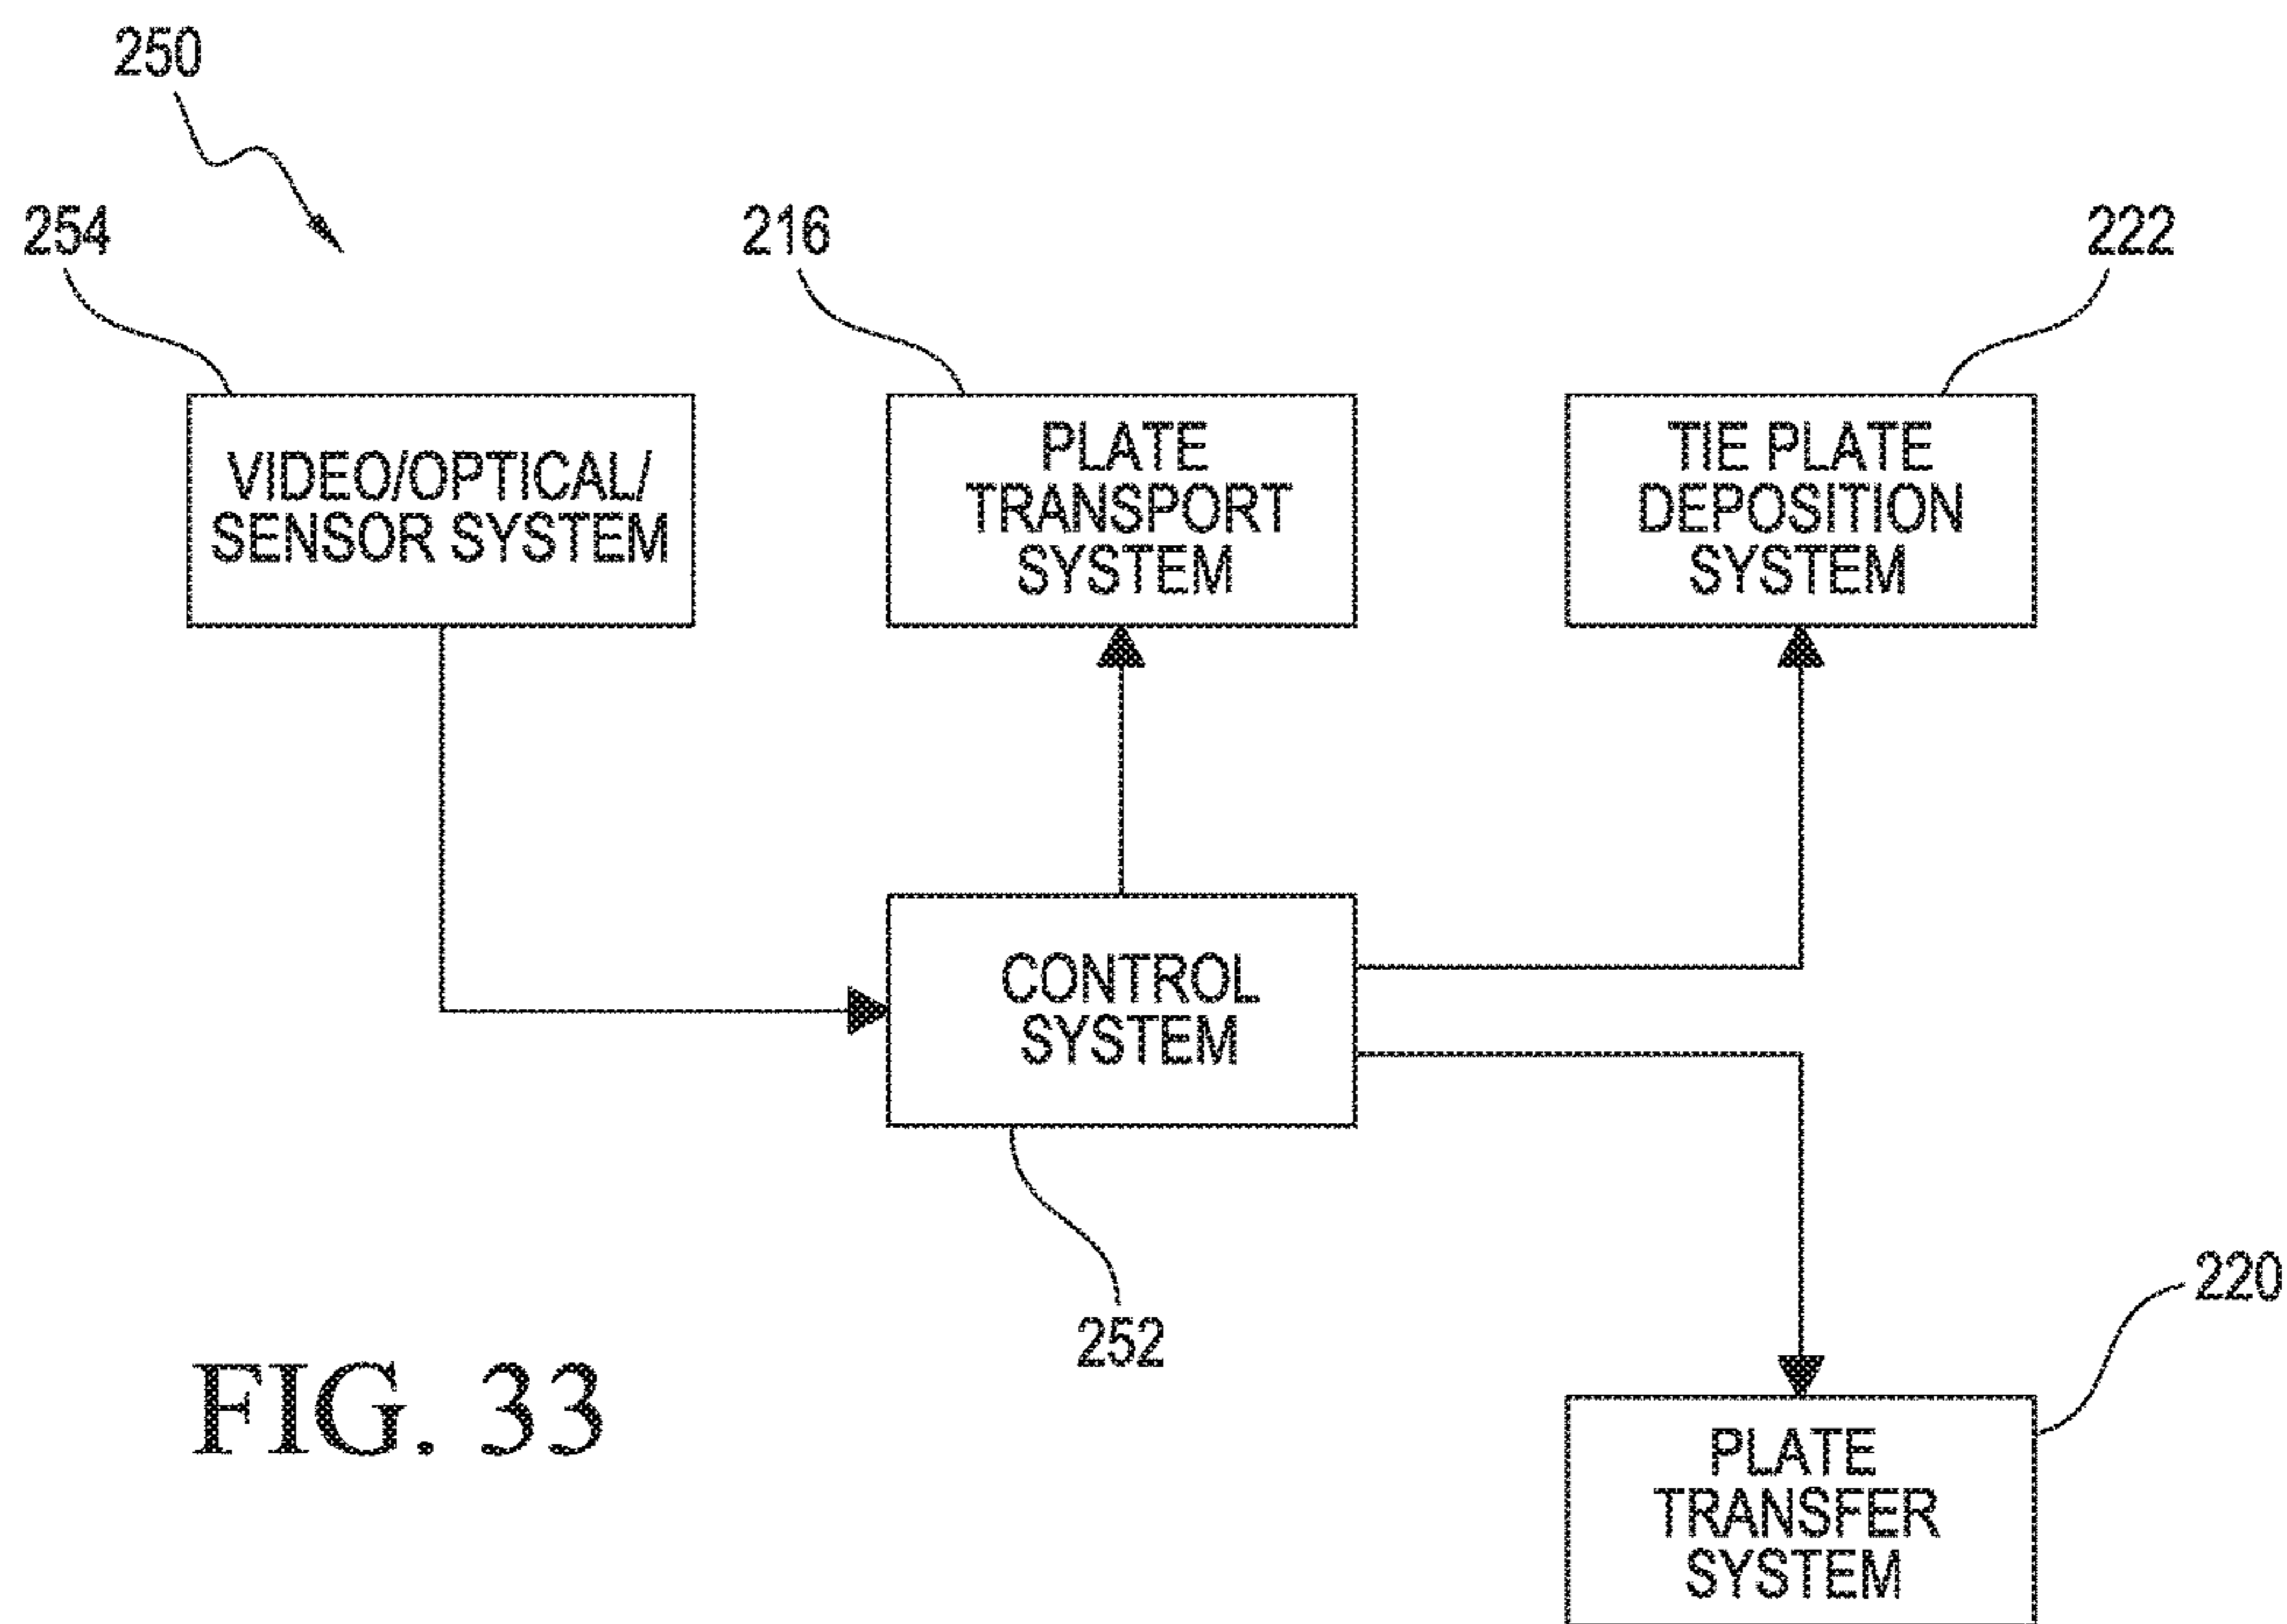 250
254
216
222
VIDEO/OPTICAL/
SENSOR SYSTEM
PLATE
TRANSPORT
SYSTEM
TIE PLATE
DEPOSITION
SYSTEM
CONTROL
SYSTEM
252
220
PLATE
TRANSFER
SYSTEM
FIG. 33